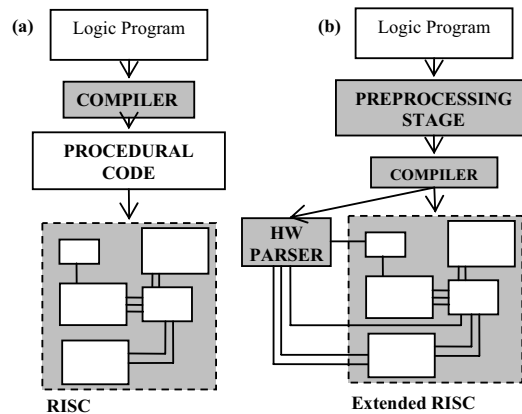 (a)
Logic Program
COMPILER
PROCEDURAL
CODE
RISC
(b)
Logic Program
PREPROCESSING
STAGE
COMPILER
HW
PARSER
Extended RISC